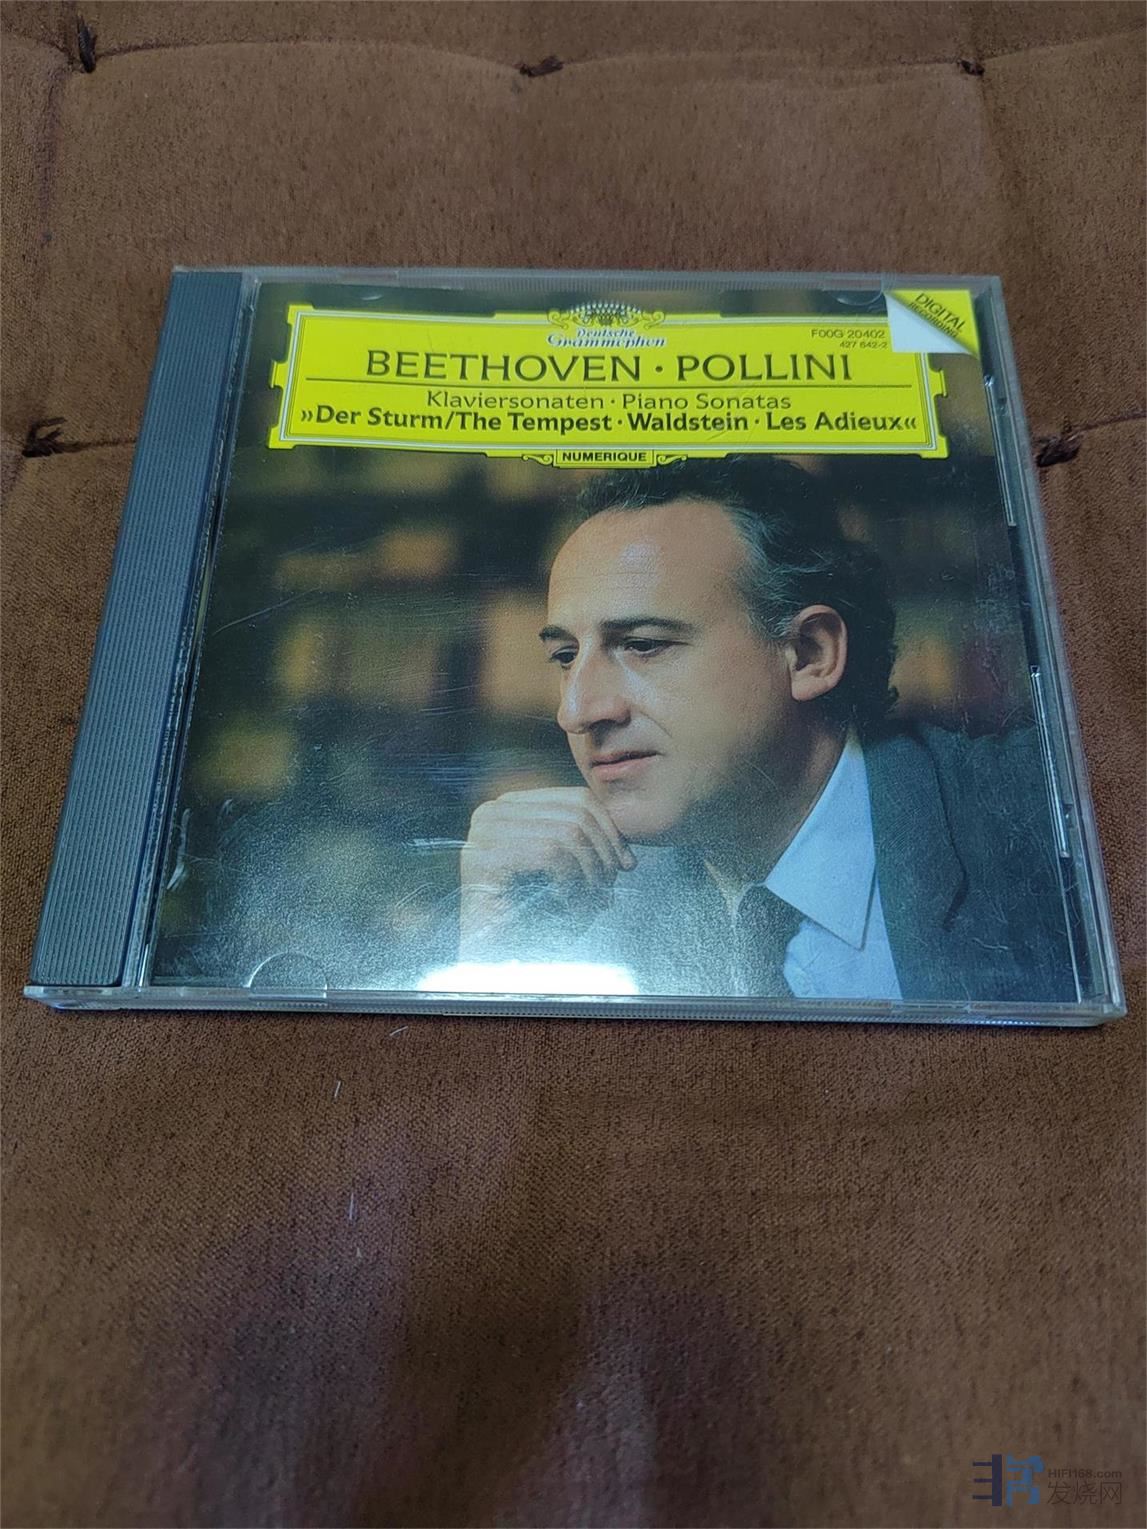 Deutsche
Grammophon
DIGITAL
RECORDING
F00G 20402
427 642-2
BEETHOVEN · POLLINI
Klaviersonaten · Piano Sonatas
»Der Sturm/The Tempest · Waldstein · Les Adieux«
NUMERIQUE
HIFI168.com
发烧网